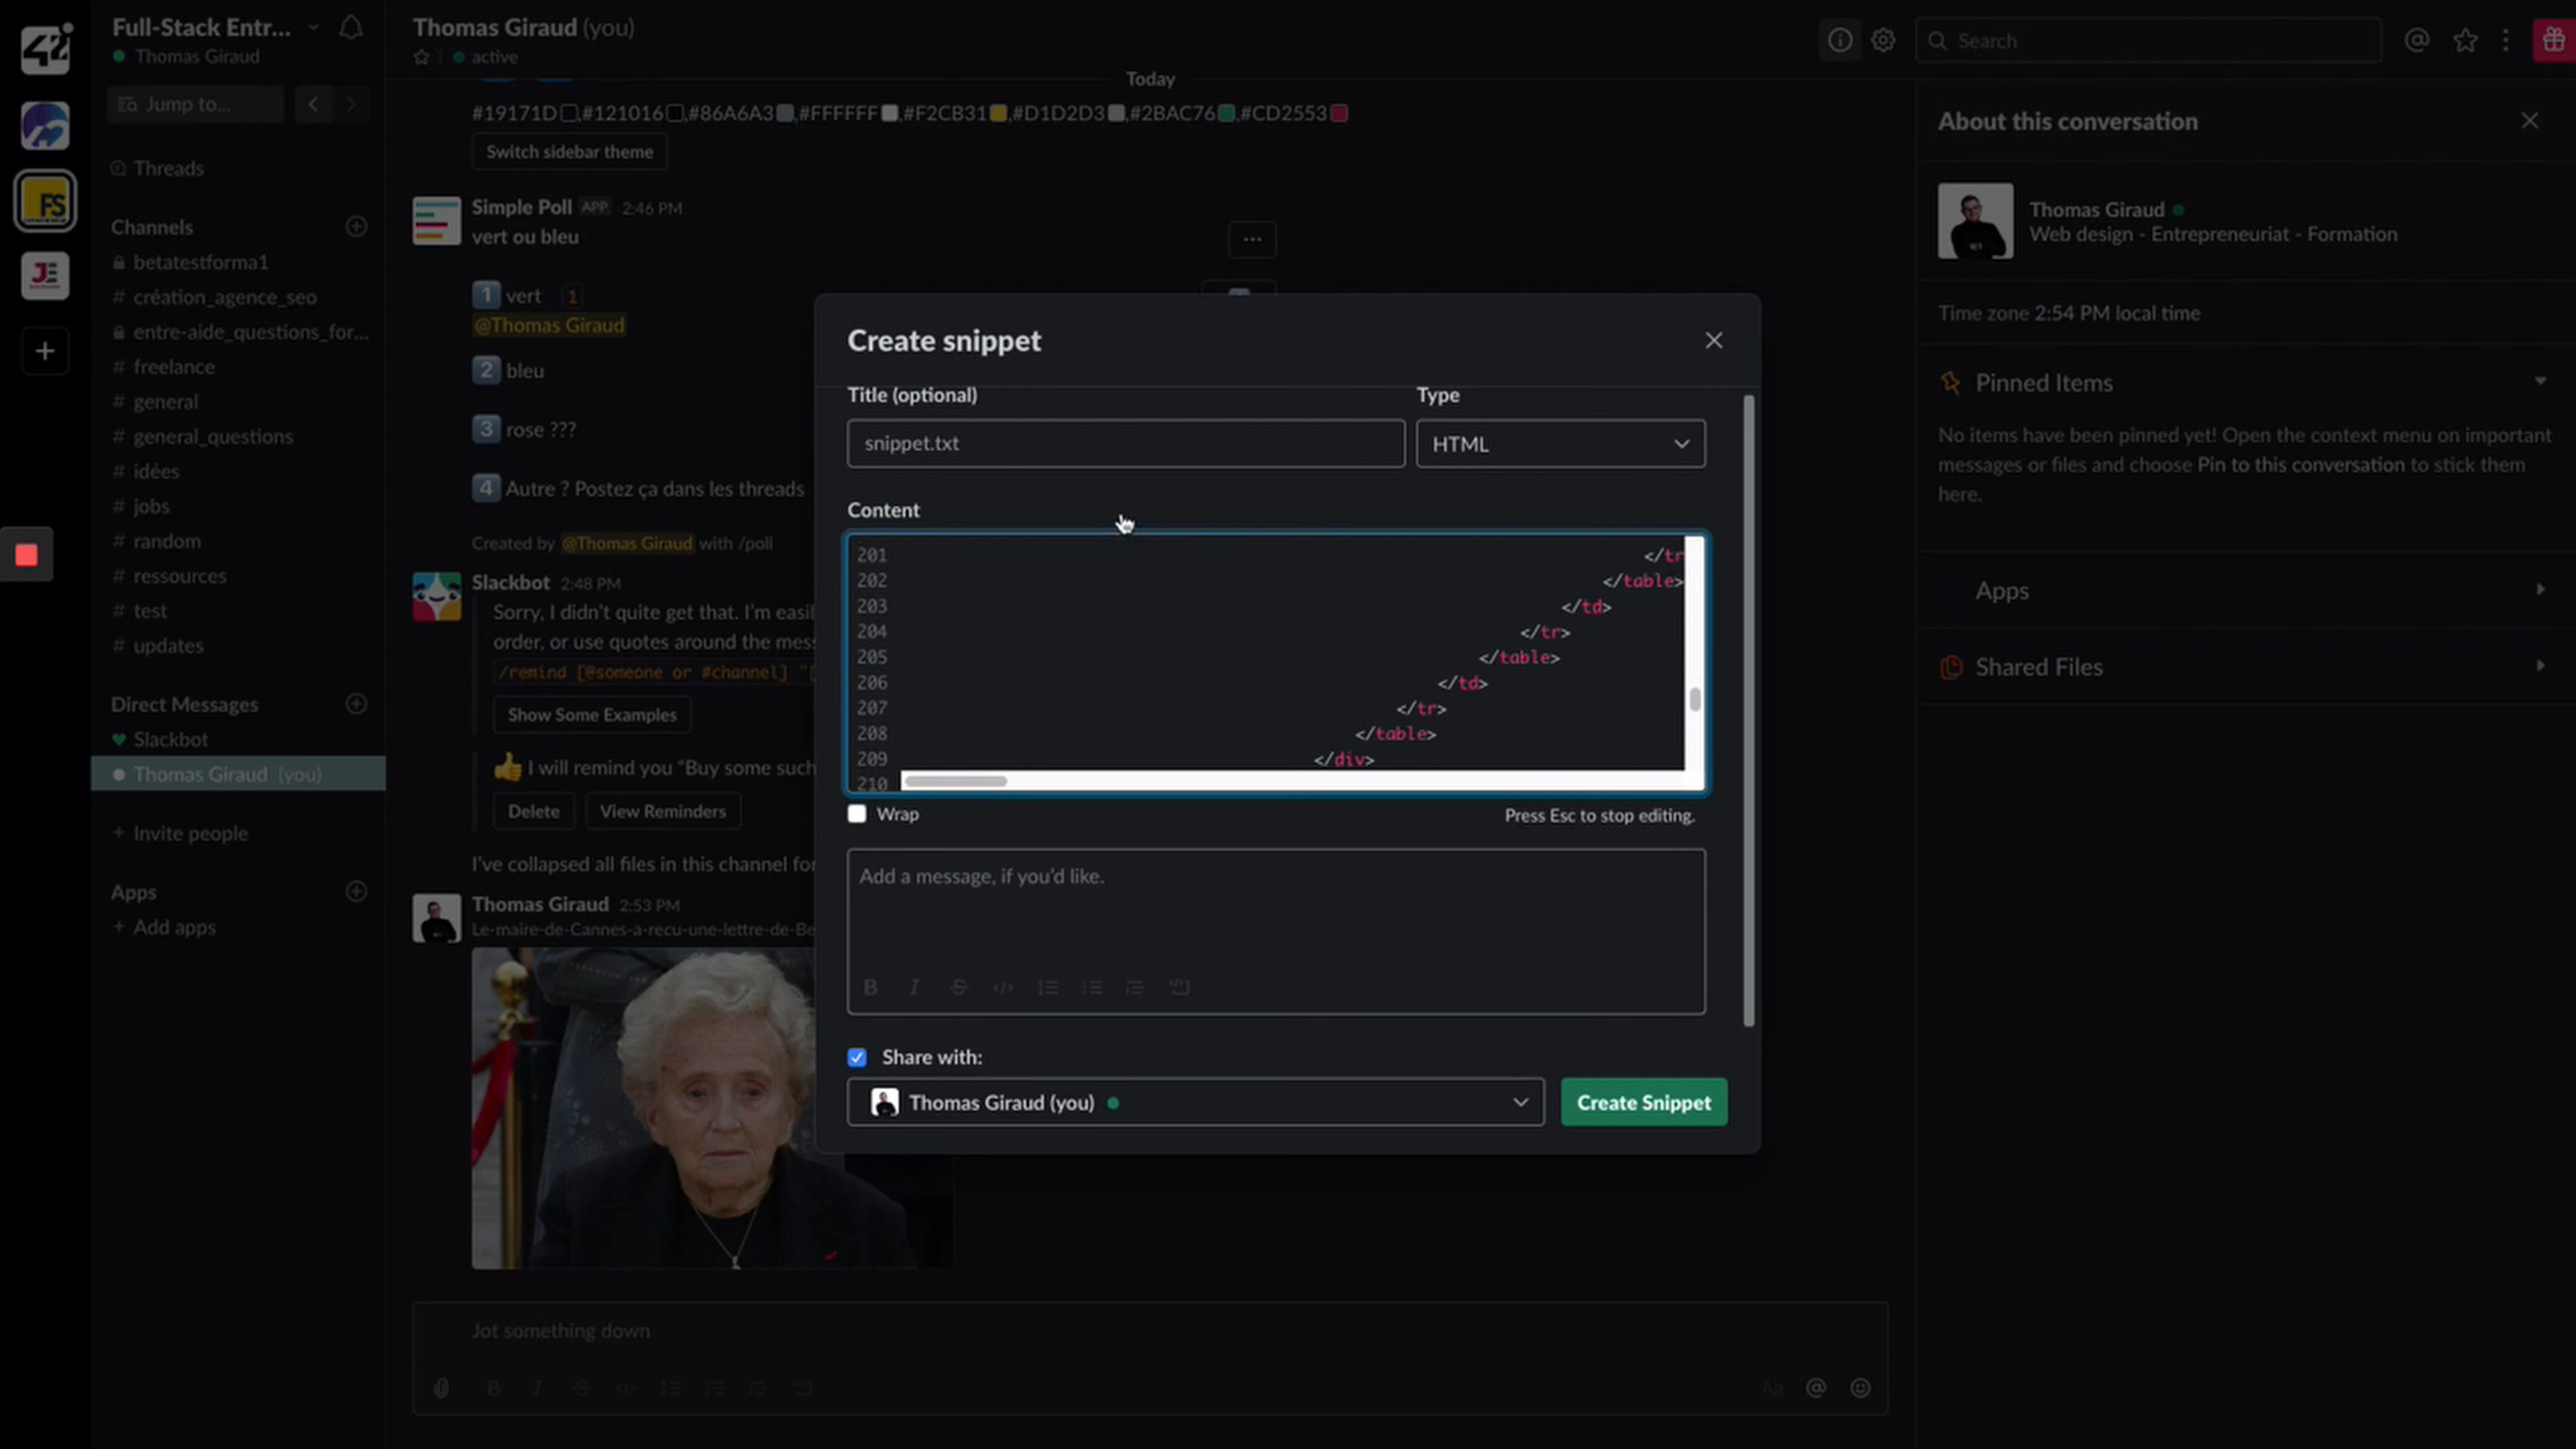 Full-Stack Entr...
Thomas Giraud
Jump to...
Threads
Channels
betatestforma1
# création_agence_seo
entre-aide_questions_for...
# freelance
# general
# general_questions
# idées
# jobs
# random
# ressources
# test
# updates
Direct Messages
Slackbot
Thomas Giraud (you)
+ Invite people
Apps
+ Add apps
FS
JE
Thomas Giraud (you)
active
Search
Today
#19171D,#121016,#86A6A3,#FFFFFF,#F2CB31,#D1D2D3,#2BAC76,#CD2553
Switch sidebar theme
Simple Poll APP 2:46 PM
vert ou bleu
1 vert 1
@Thomas Giraud
2 bleu
3 rose ???
4 Autre ? Postez ça dans les threads
Created by @Thomas Giraud with /poll
Slackbot 2:48 PM
Sorry, I didn't quite get that. I'm easil
order, or use quotes around the mess
/remind [@someone or #channel] "[
Show Some Examples
I will remind you “Buy some such
Delete
View Reminders
I've collapsed all files in this channel for
Thomas Giraud 2:53 PM
Le-maire-de-Cannes-a-recu-une-lettre-de-Be
Jot something down
Aa
Create snippet
Title (optional)
Type
snippet.txt
HTML
Content
201 </tr
202 </table>
203 </td>
204 </tr>
205 </table>
206 </td>
207 </tr>
208 </table>
209 </div>
210
Wrap
Press Esc to stop editing.
Add a message, if you'd like.
Share with:
Thomas Giraud (you)
Create Snippet
About this conversation
Thomas Giraud
Web design - Entrepreneuriat - Formation
Time zone 2:54 PM local time
Pinned Items
No items have been pinned yet! Open the context menu on important
messages or files and choose Pin to this conversation to stick them
here.
Apps
Shared Files